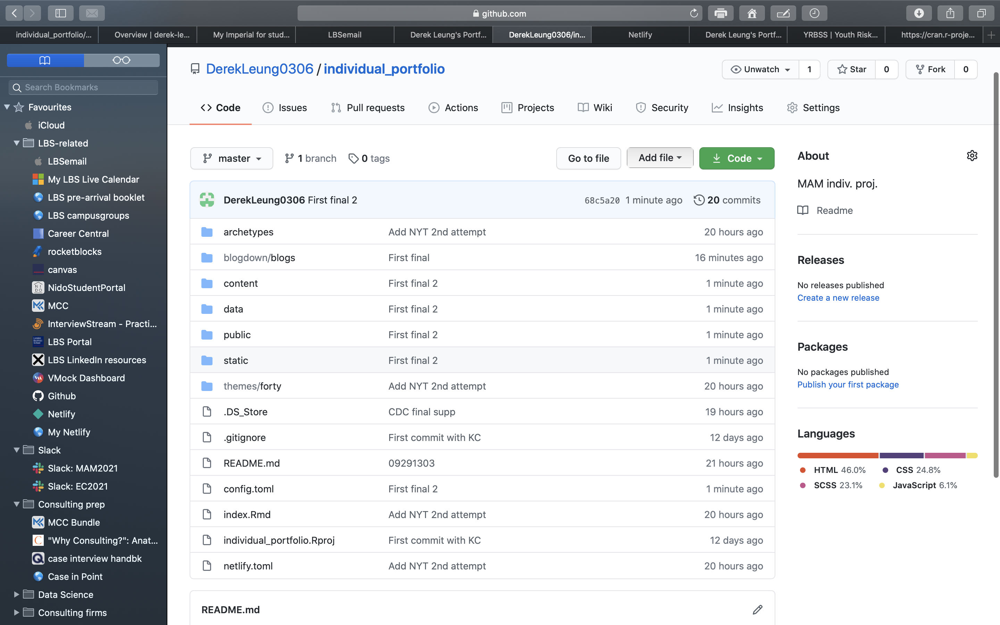 github.com
individual_portfolio/...
Overview | derek-le...
My Imperial for stud...
LBSemail
Derek Leung's Portf...
DerekLeung0306/in...
Netlify
Derek Leung's Portf...
YRBSS | Youth Risk...
https://cran.r-proje...
Search Bookmarks
Favourites
iCloud
LBS-related
LBSemail
My LBS Live Calendar
LBS pre-arrival booklet
LBS campusgroups
Career Central
rocketblocks
canvas
NidoStudentPortal
MCC
InterviewStream - Practi...
LBS Portal
LBS LinkedIn resources
VMock Dashboard
Github
Netlify
My Netlify
Slack
Slack: MAM2021
Slack: EC2021
Consulting prep
MCC Bundle
"Why Consulting?": Anat...
case interview handbk
Case in Point
Data Science
Consulting firms
DerekLeung0306 / individual_portfolio
Unwatch 1
Star 0
Fork 0
Code
Issues
Pull requests
Actions
Projects
Wiki
Security
Insights
Settings
master
1 branch
0 tags
Go to file
Add file
Code
DerekLeung0306 First final 2 68c5a20 1 minute ago 20 commits
archetypes Add NYT 2nd attempt 20 hours ago
blogdown/blogs First final 16 minutes ago
content First final 2 1 minute ago
data First final 2 1 minute ago
public First final 2 1 minute ago
static First final 2 1 minute ago
themes/forty Add NYT 2nd attempt 20 hours ago
.DS_Store CDC final supp 19 hours ago
.gitignore First commit with KC 12 days ago
README.md 09291303 21 hours ago
config.toml First final 2 1 minute ago
index.Rmd Add NYT 2nd attempt 20 hours ago
individual_portfolio.Rproj First commit with KC 12 days ago
netlify.toml Add NYT 2nd attempt 20 hours ago
README.md
About
MAM indiv. proj.
Readme
Releases
No releases published
Create a new release
Packages
No packages published
Publish your first package
Languages
HTML 46.0% CSS 24.8%
SCSS 23.1% JavaScript 6.1%